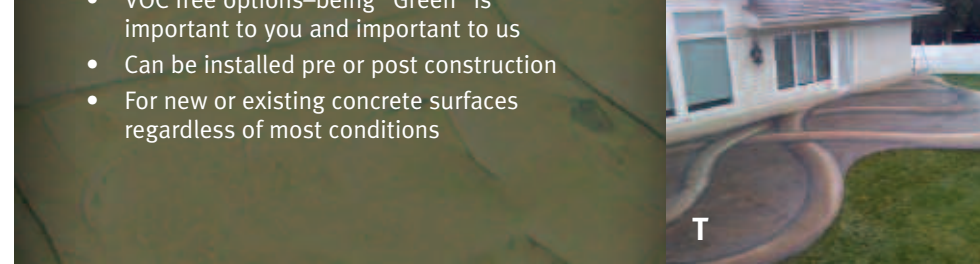 • VOC free options–being "Green" is
important to you and important to us
• Can be installed pre or post construction
• For new or existing concrete surfaces
regardless of most conditions
T